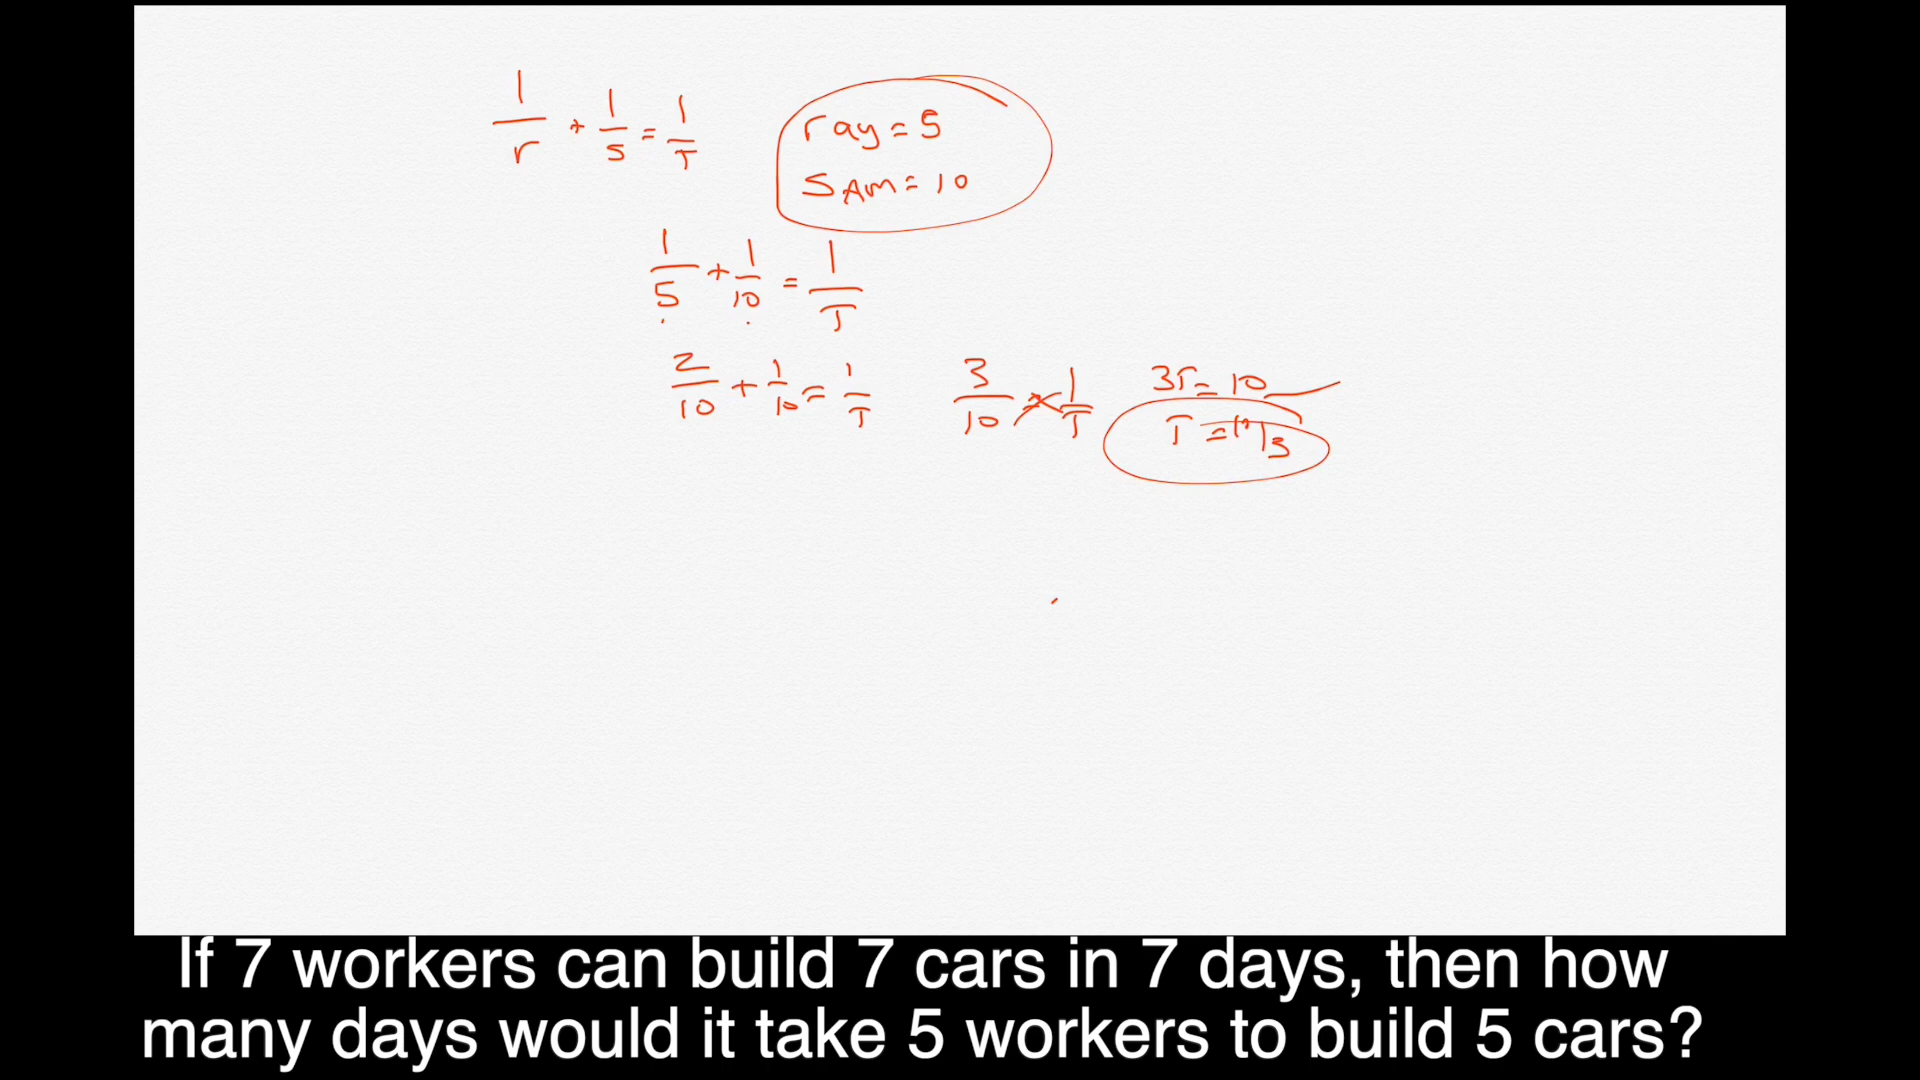 1/r + 1/s = 1/T
ray = 5
SAM = 10
1/5 + 1/10 = 1/T
2/10 + 1/10 = 1/T 3/10 = 1/T 3T = 10
T = 10/3
If 7 workers can build 7 cars in 7 days, then how
many days would it take 5 workers to build 5 cars?